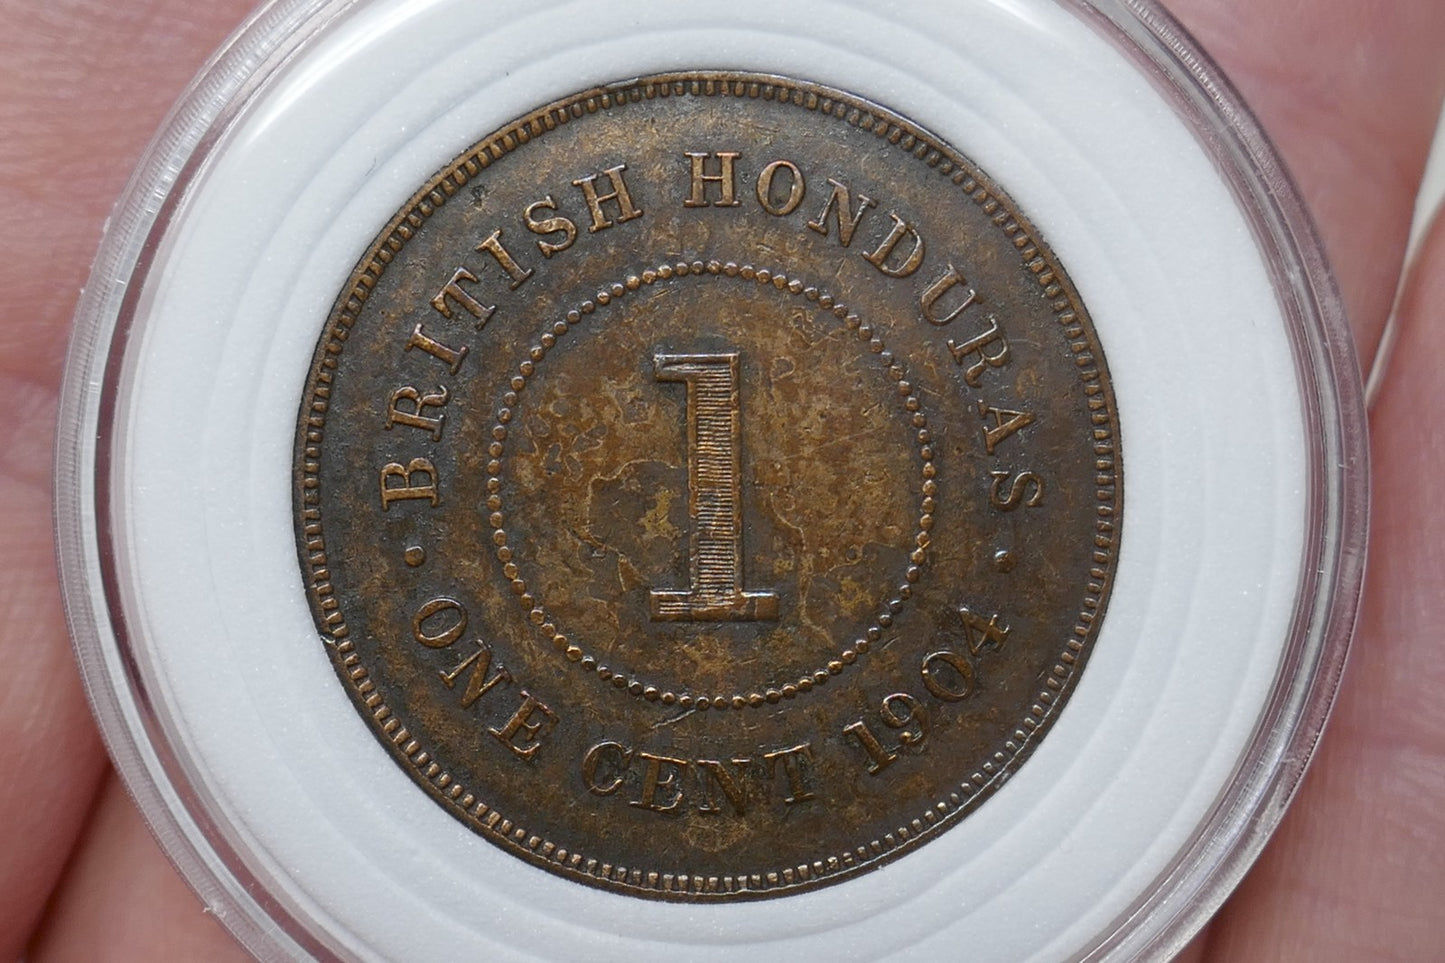 BRITISH HONDURAS
1
· ONE CENT 1904 ·